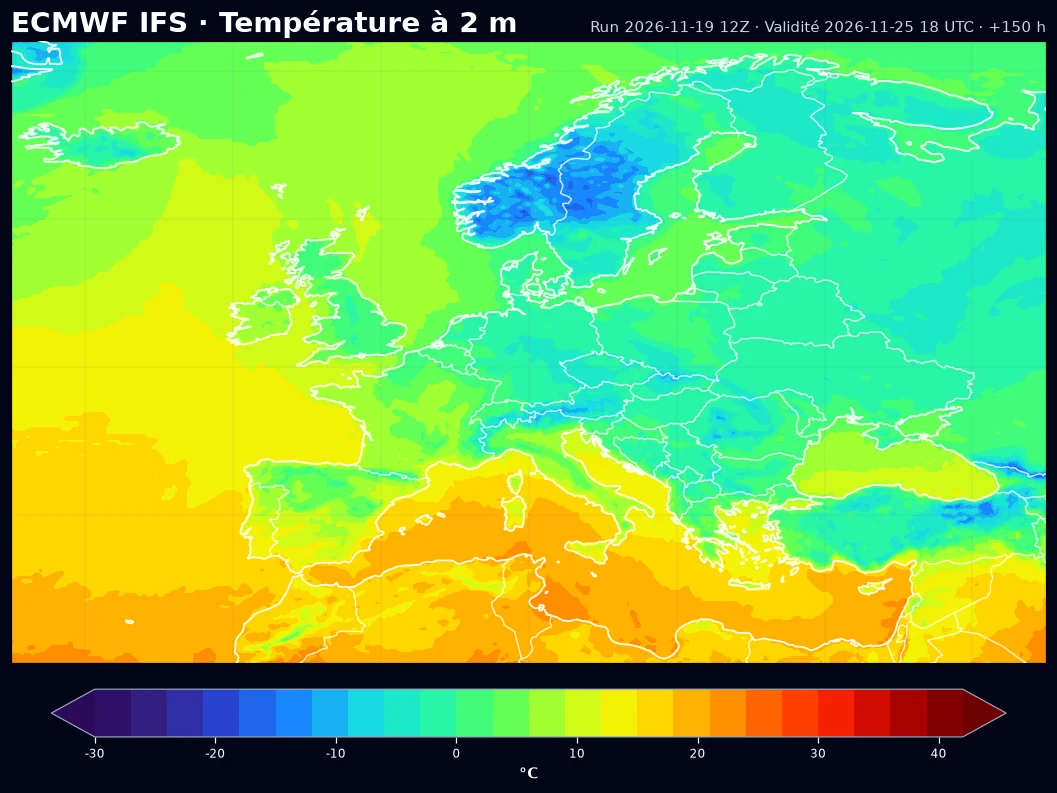 ECMWF IFS · Température à 2 m
Run 2026-11-19 12Z · Validité 2026-11-25 18 UTC · +150 h
-30 -20 -10 0 10 20 30 40
°C